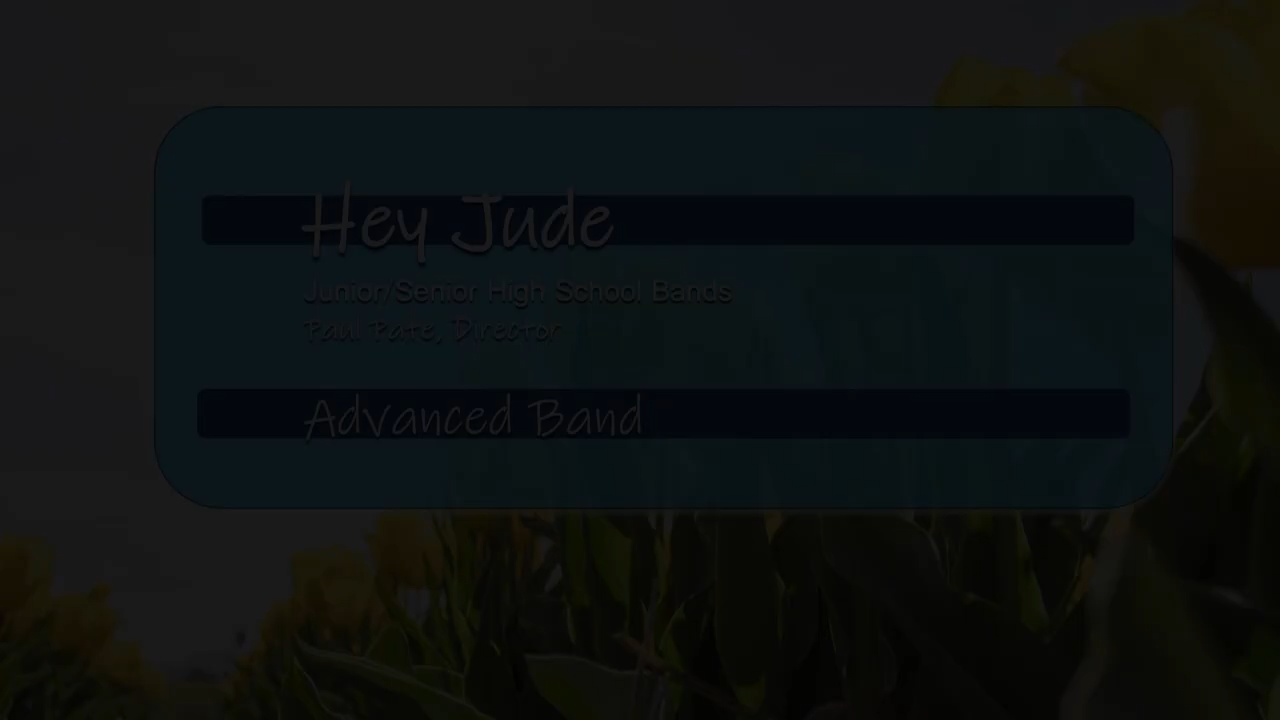 Hey Jude
Junior/Senior High School Bands
Paul Pate, Director
Advanced Band